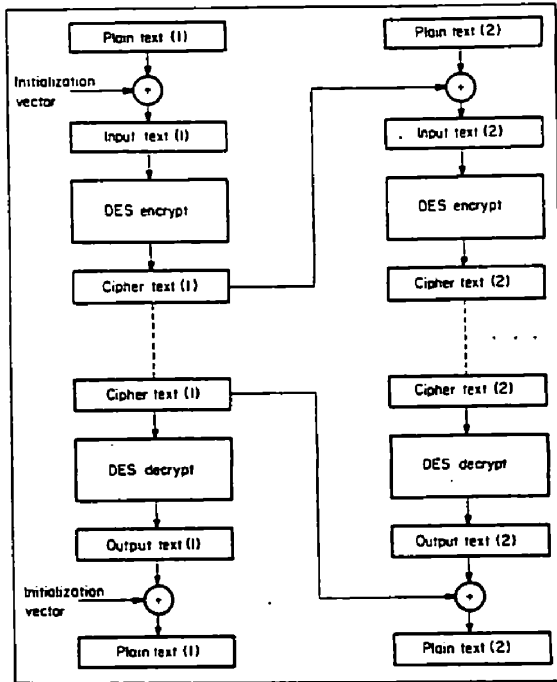 Plain text (1)
Initialization
vector
+
Input text (1)
DES encrypt
Cipher text (1)
Cipher text (1)
DES decrypt
Output text (1)
Initialization
vector
+
Plain text (1)
Plain text (2)
+
Input text (2)
DES encrypt
Cipher text (2)
. . .
Cipher text (2)
DES decrypt
Output text (2)
+
Plain text (2)